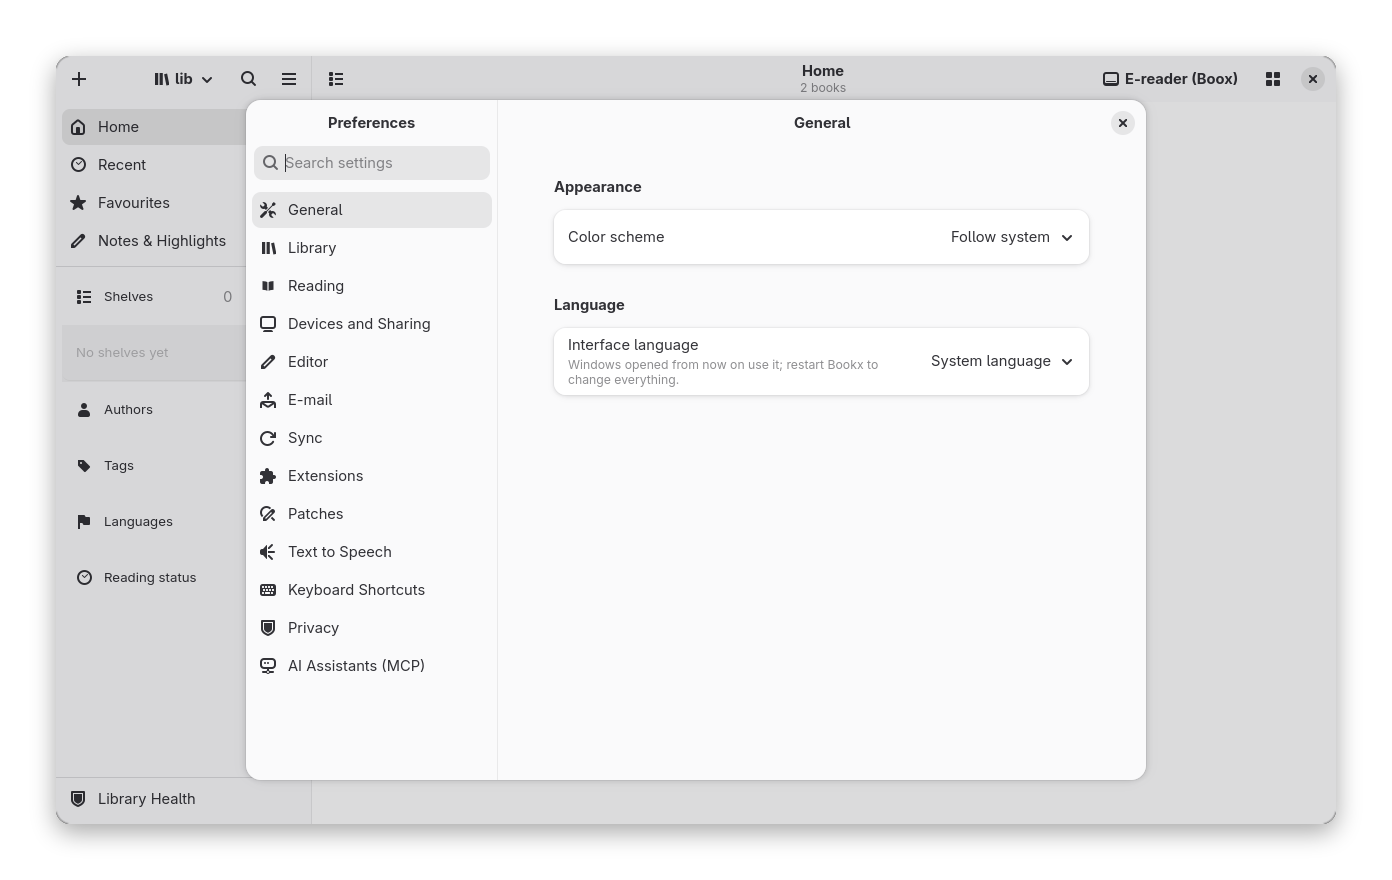 lib
Home
2 books
E-reader (Boox)
Home
Recent
Favourites
Notes & Highlights
Shelves 0
No shelves yet
Authors
Tags
Languages
Reading status
Library Health
Preferences
Search settings
General
Library
Reading
Devices and Sharing
Editor
E-mail
Sync
Extensions
Patches
Text to Speech
Keyboard Shortcuts
Privacy
AI Assistants (MCP)
General
Appearance
Color scheme Follow system
Language
Interface language
Windows opened from now on use it; restart Bookx to
change everything.
System language